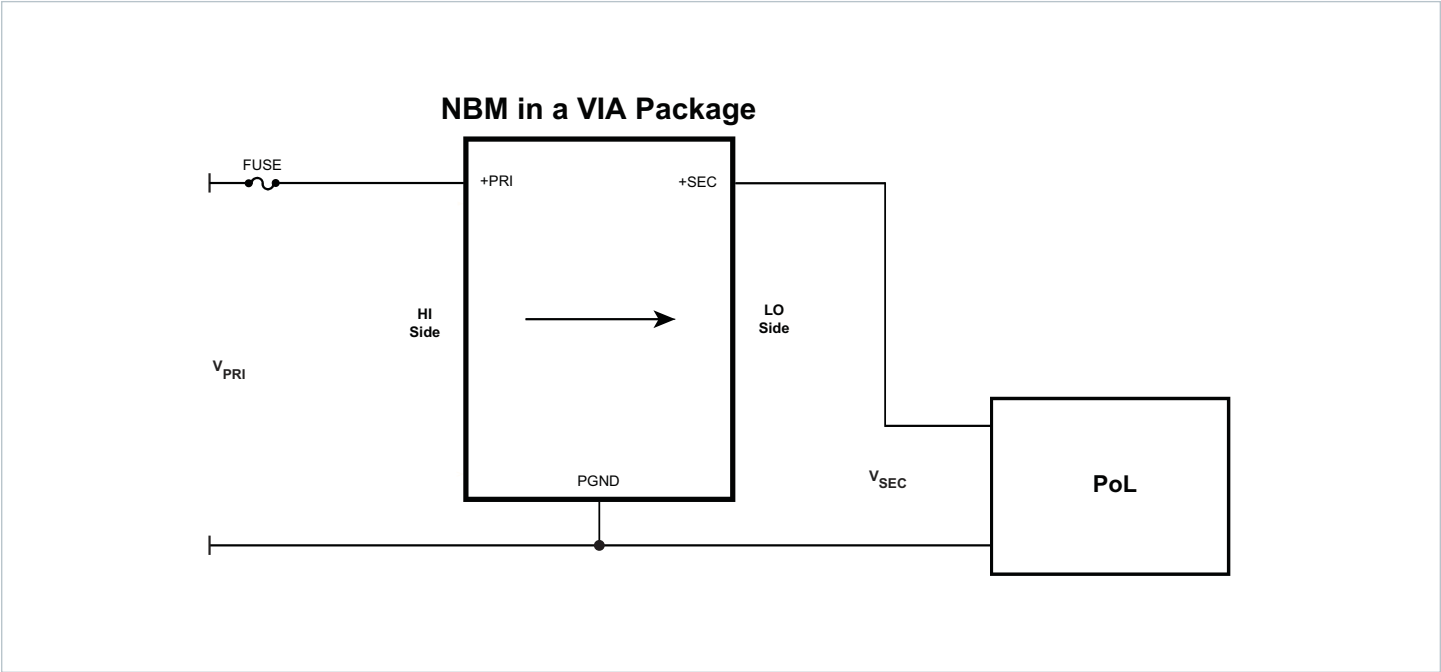 NBM in a VIA Package
FUSE
+PRI
+SEC
HI
Side
LO
Side
VPRI
PGND
VSEC
PoL